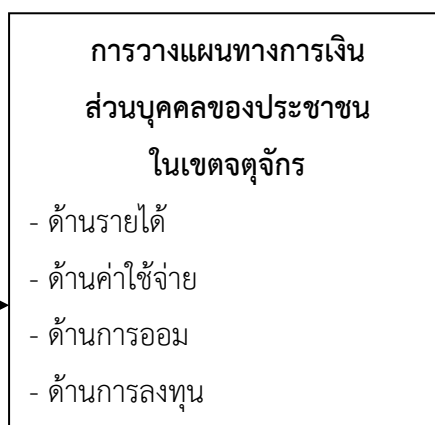 การวางแผนทางการเงิน
ส่วนบุคคลของประชาชน
ในเขตจตุจักร
- ด้านรายได้
- ด้านค่าใช้จ่าย
- ด้านการออม
- ด้านการลงทุน